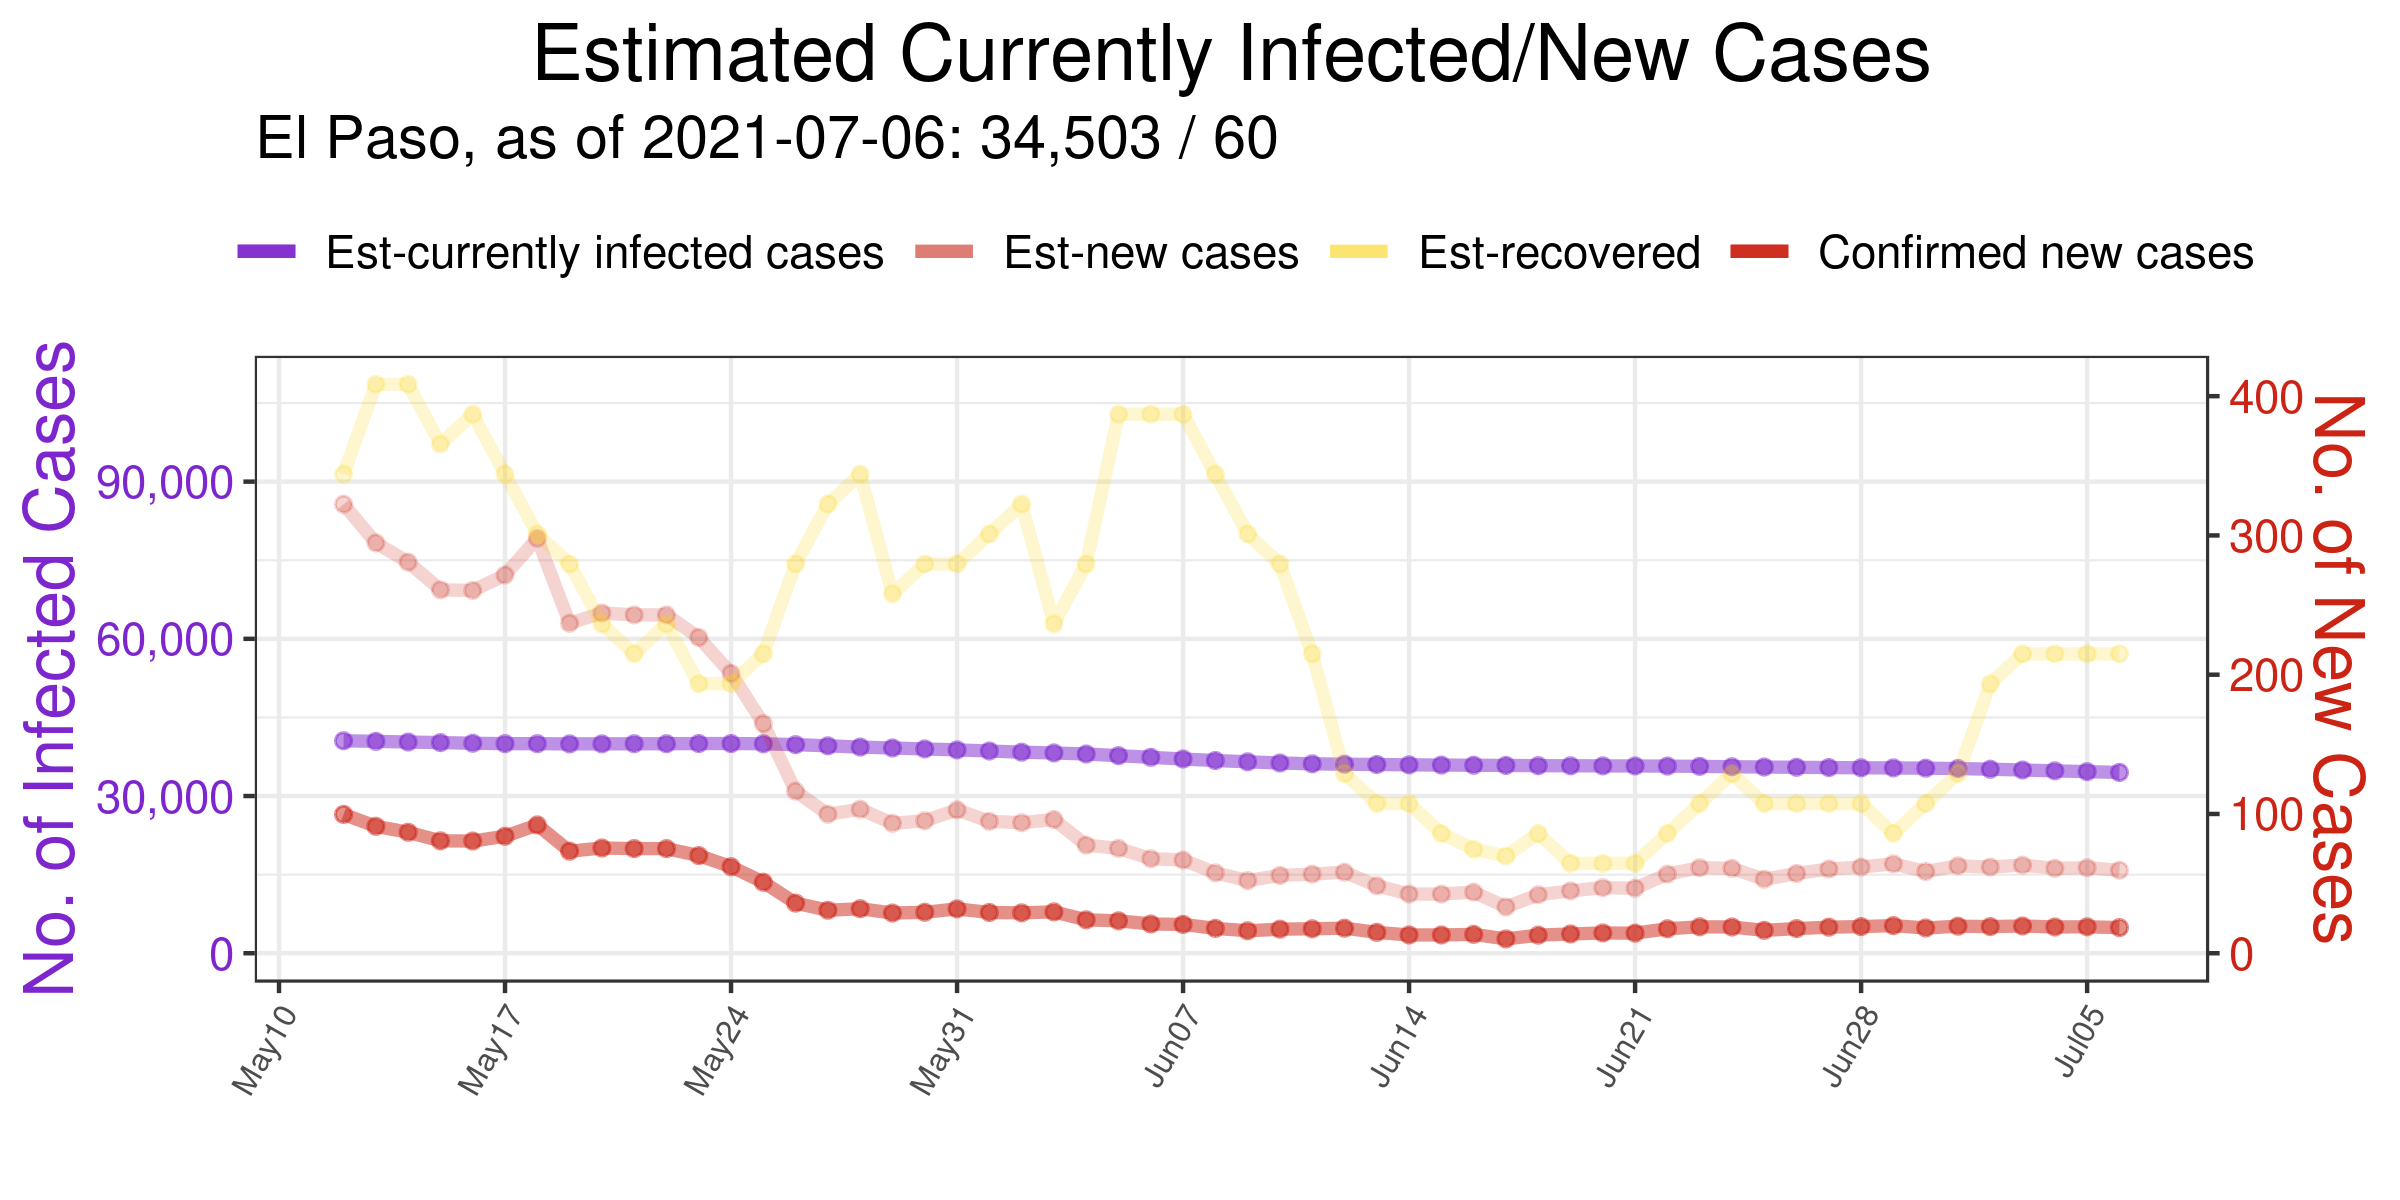 Estimated Currently Infected/New Cases
El Paso, as of 2021-07-06: 34,503 / 60
Est-currently infected cases Est-new cases Est-recovered Confirmed new cases
No. of Infected Cases
90,000
60,000
30,000
0
400
300
200
100
0
No. of New Cases
May10 May17 May24 May31 Jun07 Jun14 Jun21 Jun28 Jul05